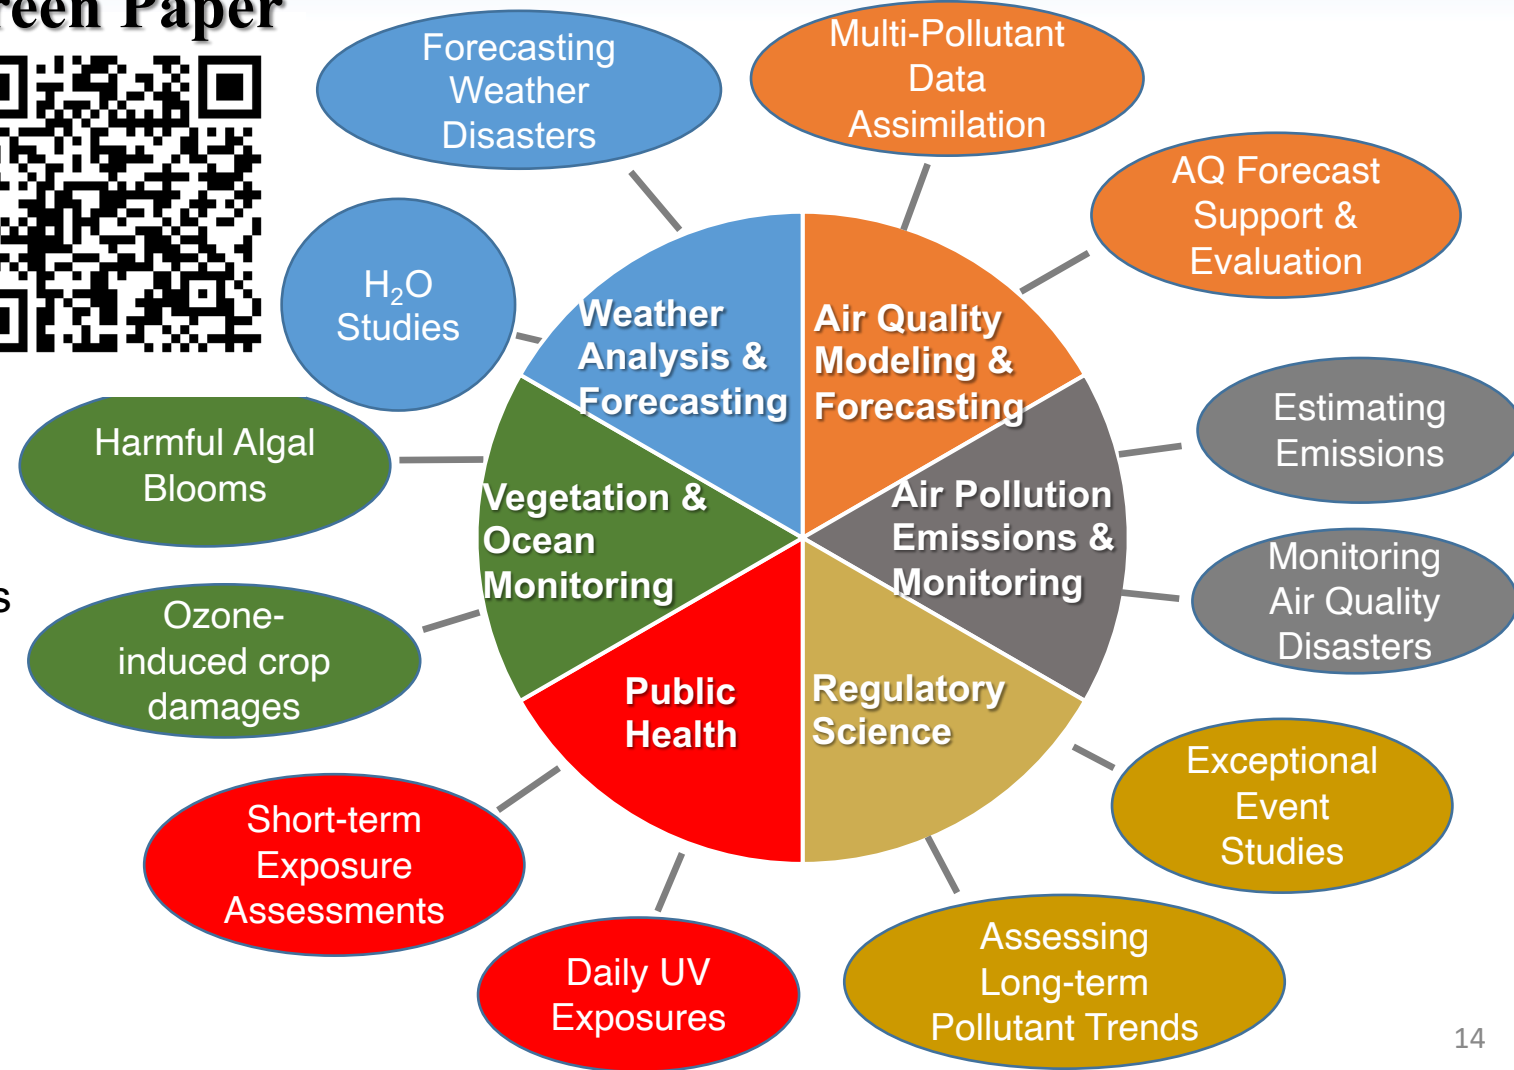 reen Paper
Forecasting
Weather
Disasters
Multi-Pollutant
Data
Assimilation
AQ Forecast
Support &
Evaluation
H₂O
Studies
Weather
Analysis &
Forecasting
Air Quality
Modeling &
Forecasting
Estimating
Emissions
Harmful Algal
Blooms
Vegetation &
Ocean
Monitoring
Air Pollution
Emissions &
Monitoring
Monitoring
Air Quality
Disasters
s
Ozone-
induced crop
damages
Public
Health
Regulatory
Science
Exceptional
Event
Studies
Short-term
Exposure
Assessments
Daily UV
Exposures
Assessing
Long-term
Pollutant Trends
14